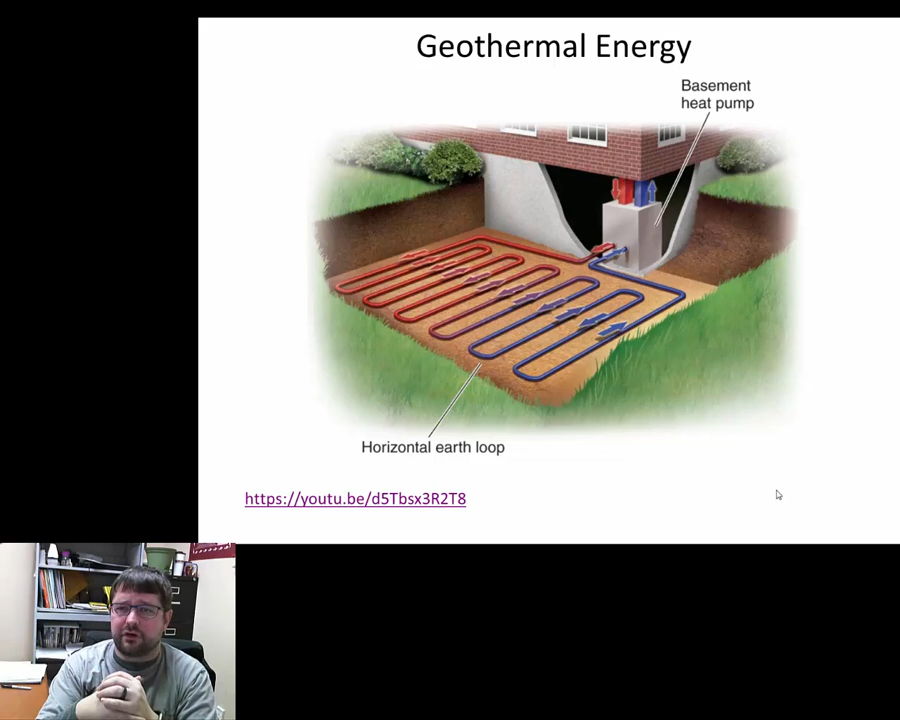 Geothermal Energy
Basement
heat pump
Horizontal earth loop
https://youtu.be/d5Tbsx3R2T8